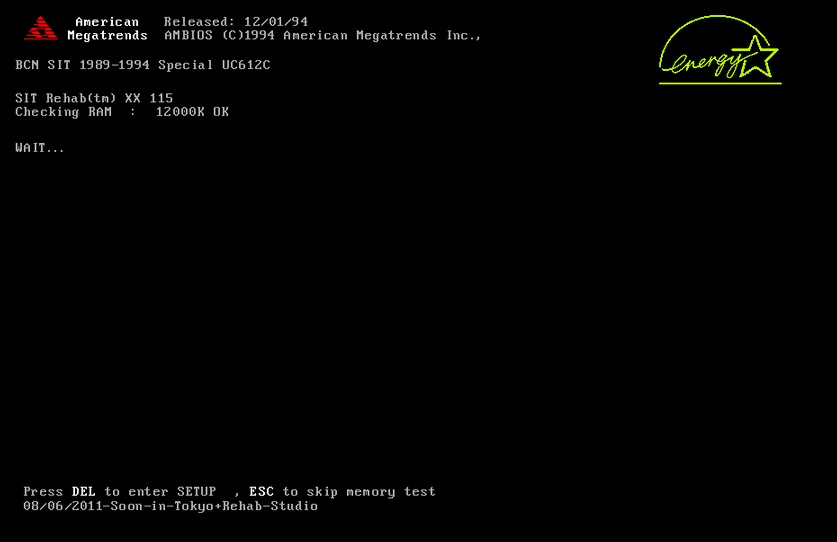 American Released: 12/01/94
Megatrends AMBIOS (C)1994 American Megatrends Inc.,
energy
BCN SIT 1989-1994 Special UC612C
SIT Rehab(tm) XX 115
Checking RAM : 12000K OK
WAIT...
Press DEL to enter SETUP , ESC to skip memory test
08/06/2011-Soon-in-Tokyo+Rehab-Studio